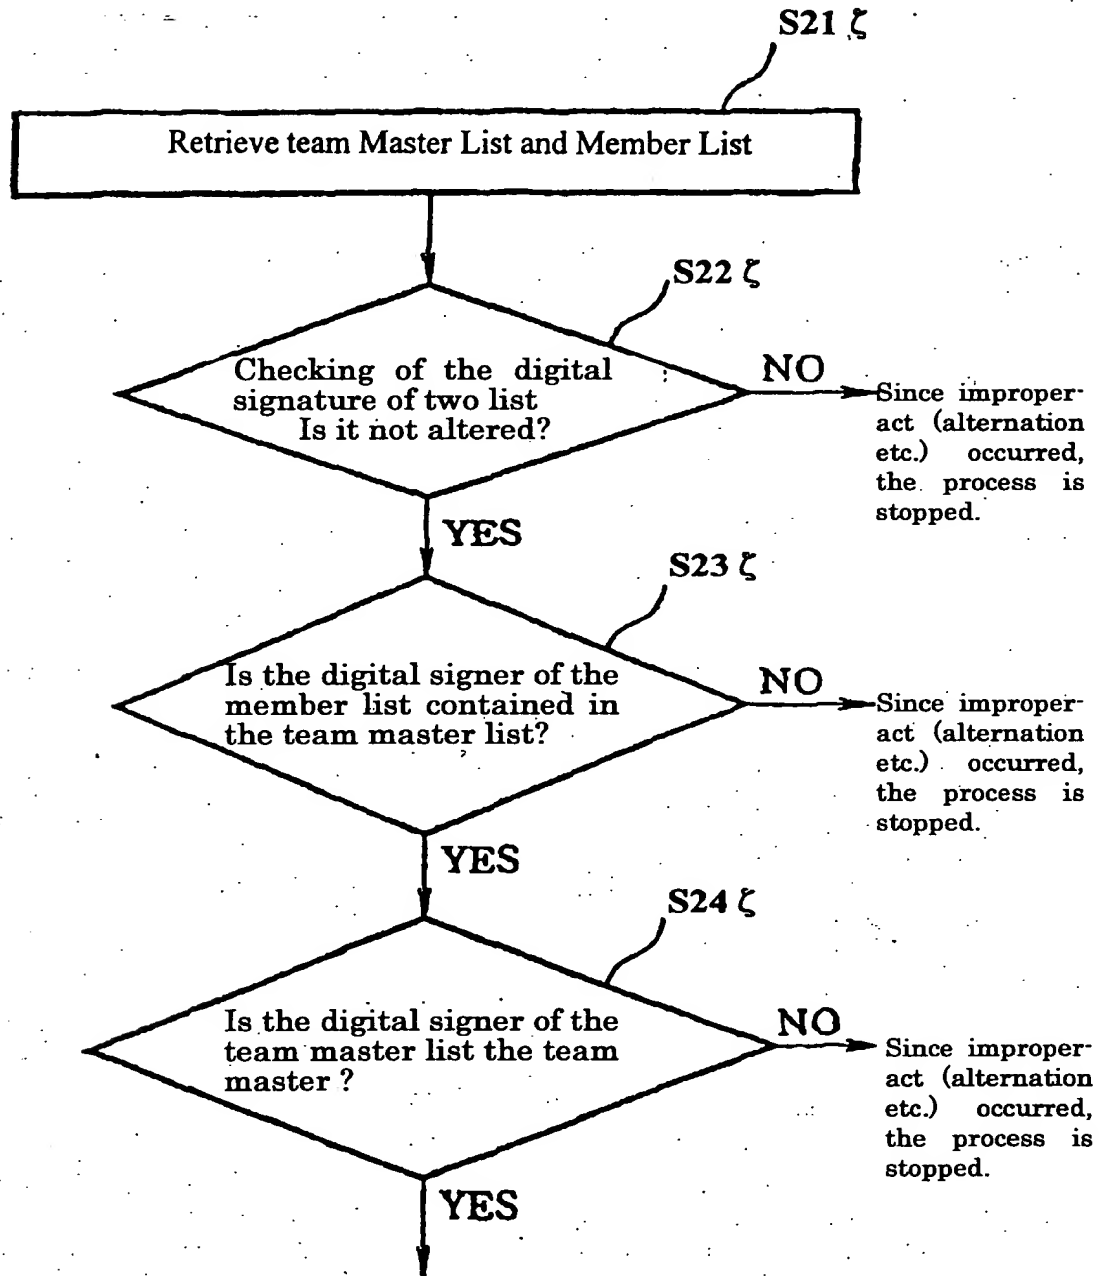 S21 ζ
Retrieve team Master List and Member List
S22 ζ
Checking of the digital
signature of two list
Is it not altered?
NO
Since improper-
act (alternation
etc.) occurred,
the process is
stopped.
YES
S23 ζ
Is the digital signer of the
member list contained in
the team master list?
NO
Since improper-
act (alternation
etc.) occurred,
the process is
stopped.
YES
S24 ζ
Is the digital signer of the
team master list the team
master ?
NO
Since improper-
act (alternation
etc.) occurred,
the process is
stopped.
YES